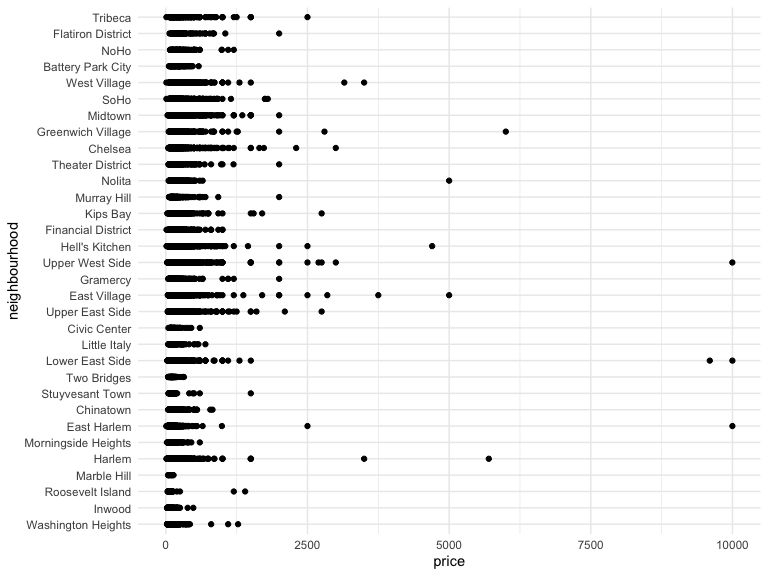 Tribeca
Flatiron District
NoHo
Battery Park City
West Village
SoHo
Midtown
Greenwich Village
Chelsea
Theater District
Nolita
Murray Hill
Kips Bay
Financial District
Hell's Kitchen
Upper West Side
Gramercy
East Village
Upper East Side
Civic Center
Little Italy
Lower East Side
Two Bridges
Stuyvesant Town
Chinatown
East Harlem
Morningside Heights
Harlem
Marble Hill
Roosevelt Island
Inwood
Washington Heights
neighbourhood
0 2500 5000 7500 10000
price